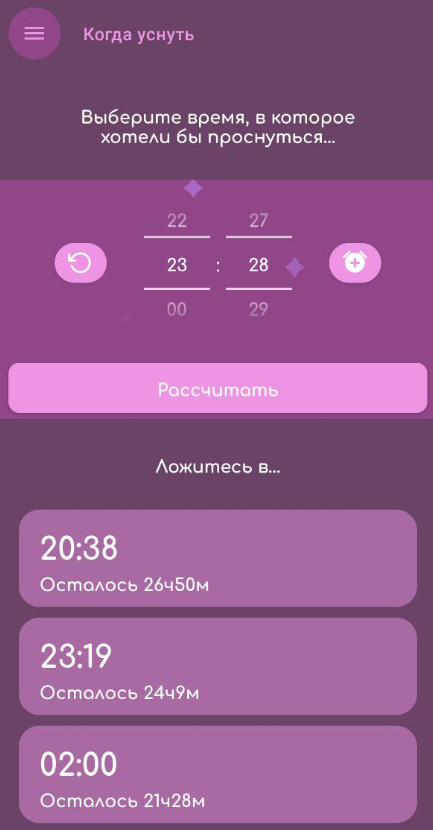 Когда уснуть
Выберите время, в которое
хотели бы проснуться...
22 27
23 : 28
00 29
Рассчитать
Ложитесь в...
20:38
Осталось 26ч50м
23:19
Осталось 24ч9м
02:00
Осталось 21ч28м